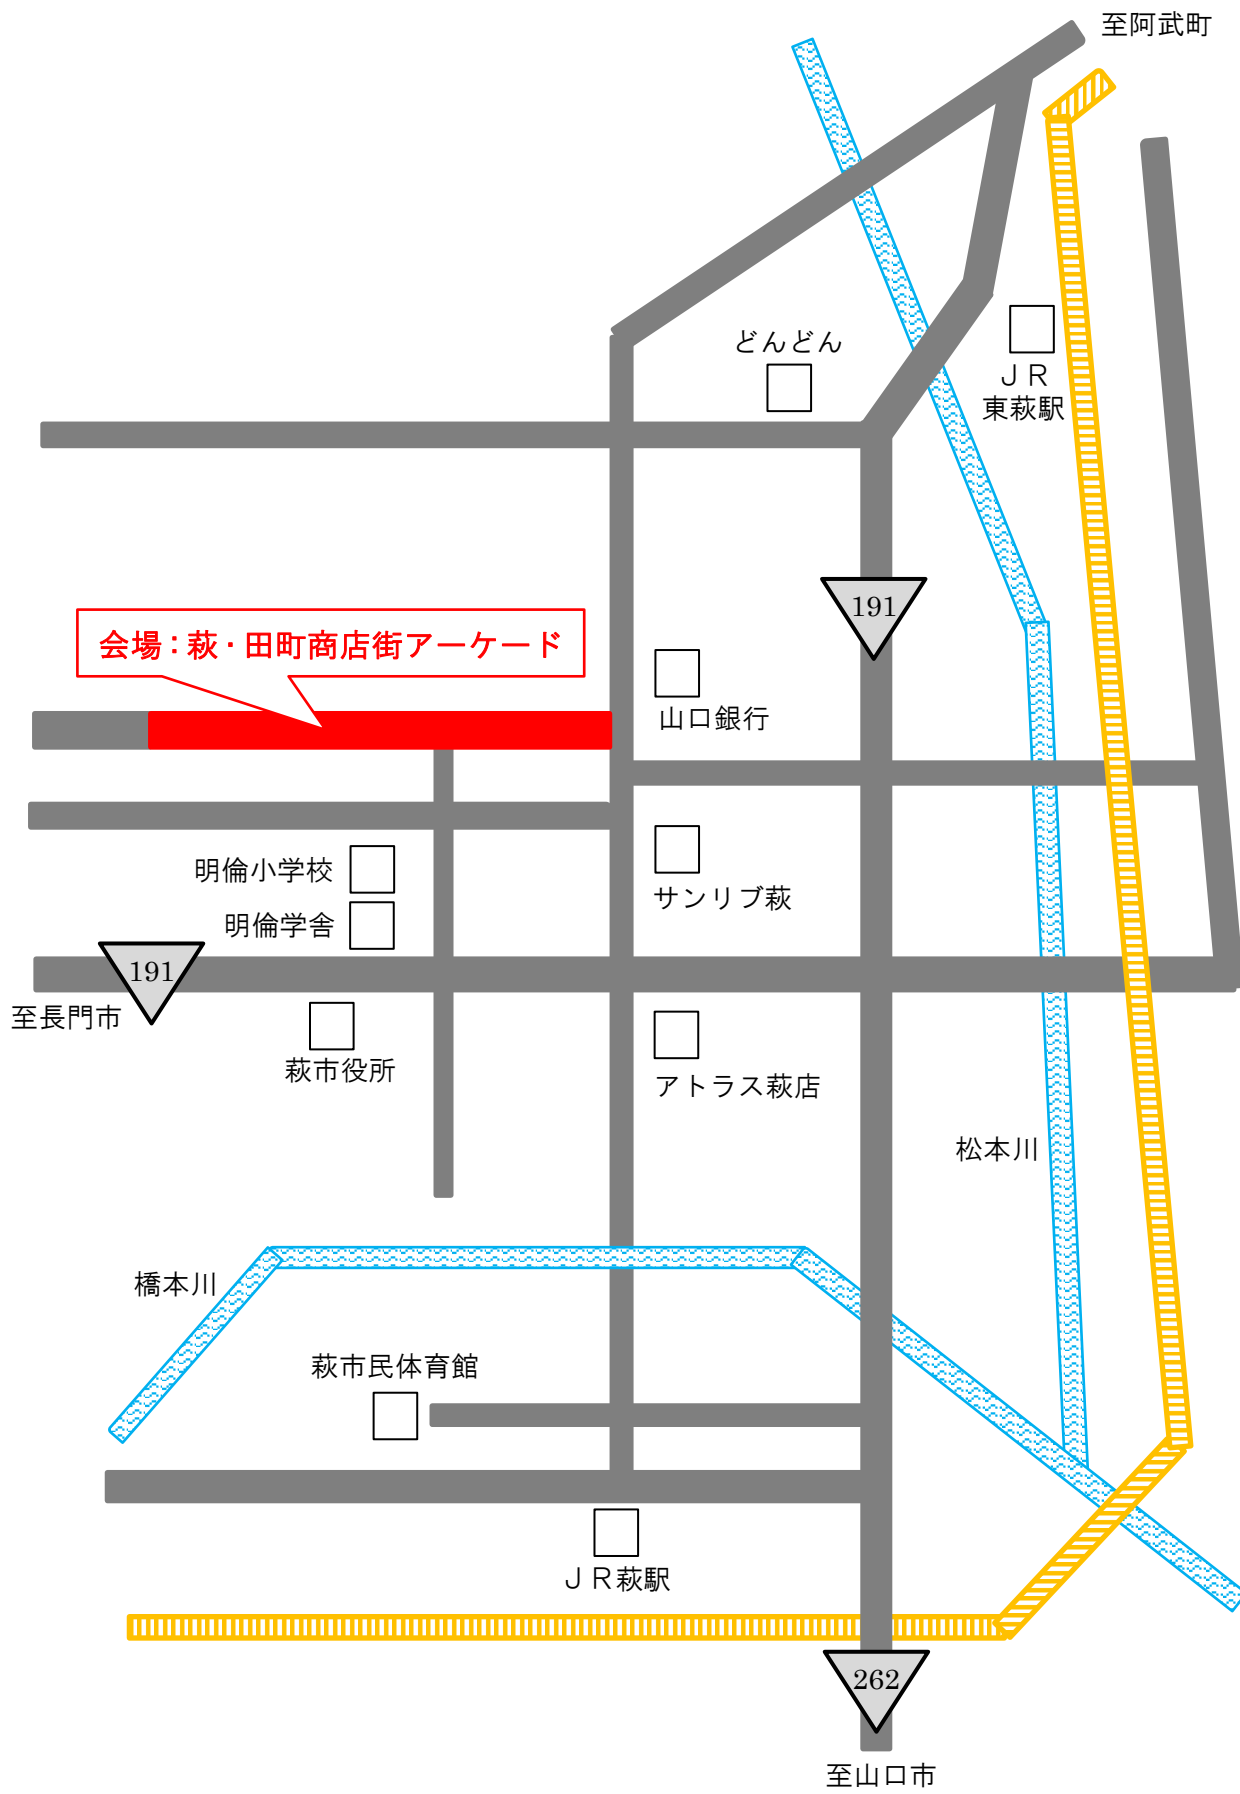 至阿武町
どんどん
ＪＲ
東萩駅
191
会場：萩・田町商店街アーケード
山口銀行
明倫小学校
サンリブ萩
明倫学舎
191
至長門市
萩市役所
アトラス萩店
松本川
橋本川
萩市民体育館
ＪＲ萩駅
262
至山口市